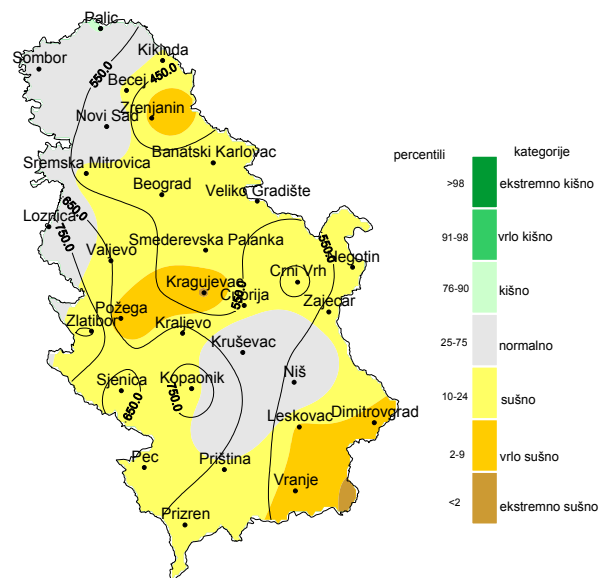 Palic
Sombor
Kikinda
550.0
Becej
450.0
Zrenjanin
Novi Sad
Banatski Karlovac
Sremska Mitrovica
Beograd
Veliko Gradište
650.0
Loznica
750.0
Valjevo
Smederevska Palanka
550.0
Negotin
Crni Vrh
Kragujevac
550.0
Cuprija
Zajecar
Požega
Zlatibor
Kraljevo
Kruševac
Sjenica
Kopaonik
Niš
650.0
750.0
Leskovac
Dimitrovgrad
Pec
Priština
Vranje
Prizren
percentili kategorije
>98 ekstremno kišno
91-98 vrlo kišno
76-90 kišno
25-75 normalno
10-24 sušno
2-9 vrlo sušno
<2 ekstremno sušno